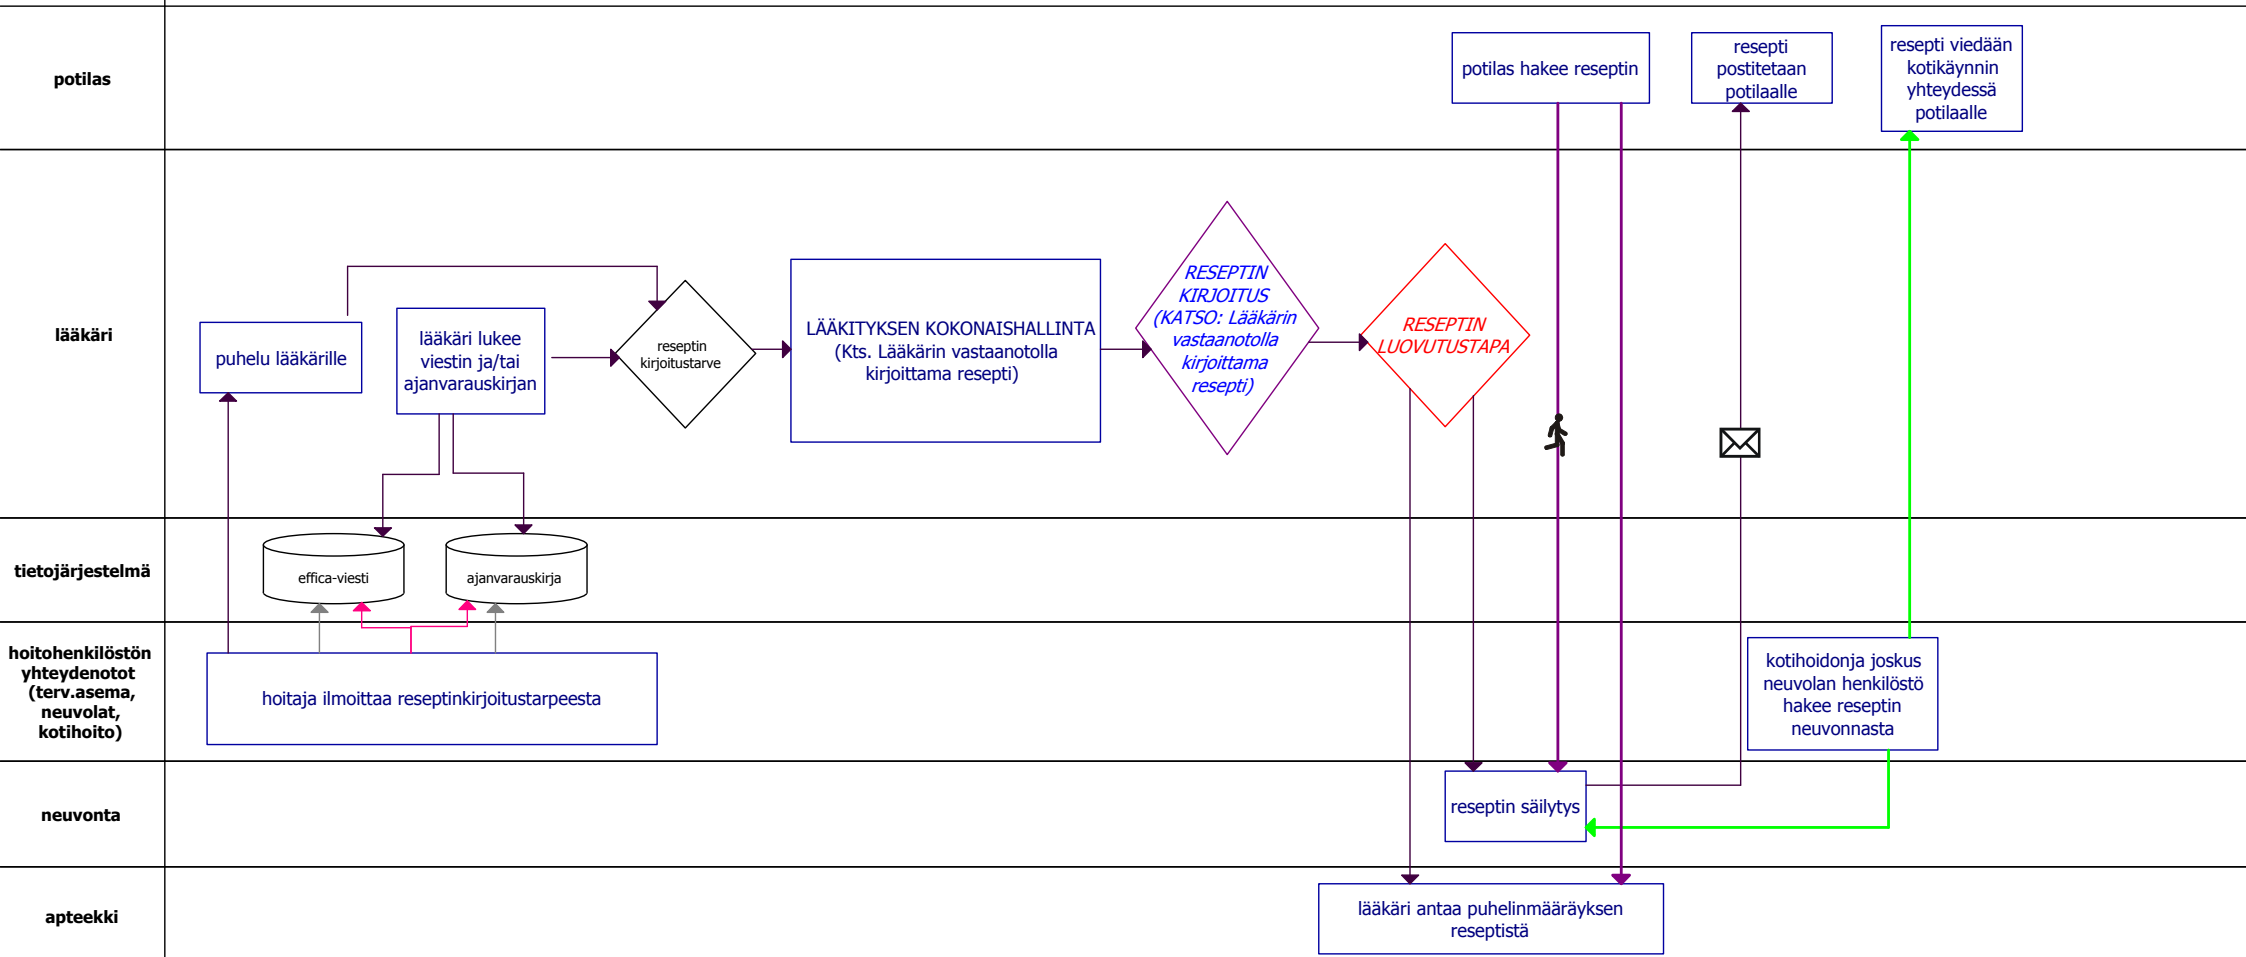 potilas
potilas hakee reseptin
resepti
postitetaan
potilaalle
resepti viedään
kotikäynnin
yhteydessä
potilaalle
lääkäri
puhelu lääkärille
lääkäri lukee
viestin ja/tai
ajanvarauskirjan
reseptin
kirjoitustarve
LÄÄKITYKSEN KOKONAISHALLINTA
(Kts. Lääkärin vastaanotolla
kirjoittama resepti)
RESEPTIN
KIRJOITUS
(KATSO: Lääkärin
vastaanotolla
kirjoittama
resepti)
RESEPTIN
LUOVUTUSTAPA
tietojärjestelmä
effica-viesti
ajanvarauskirja
hoitohenkilöstön
yhteydenotot
(terv.asema,
neuvolat,
kotihoito)
hoitaja ilmoittaa reseptinkirjoitustarpeesta
kotihoidonja joskus
neuvolan henkilöstö
hakee reseptin
neuvonnasta
neuvonta
reseptin säilytys
apteekki
lääkäri antaa puhelinmääräyksen
reseptistä